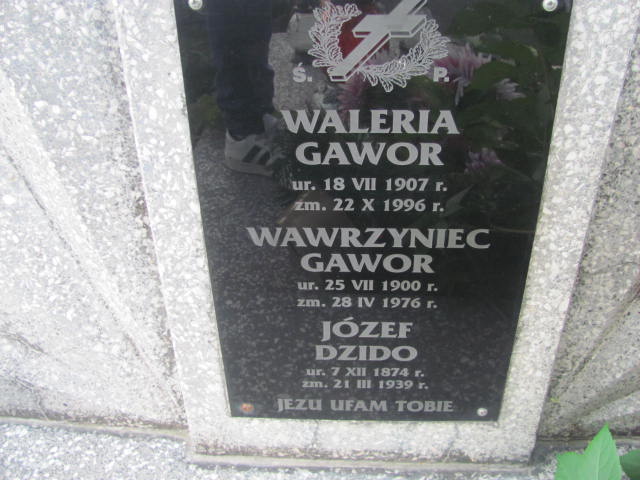 Ś. P.
WALERIA
GAWOR
ur. 18 VII 1907 r.
zm. 22 X 1996 r.
WAWRZYNIEC
GAWOR
ur. 25 VII 1900 r.
zm. 28 IV 1976 r.
JÓZEF
DZIDO
ur. 7 XII 1874 r.
zm. 21 III 1939 r.
JEZU UFAM TOBIE